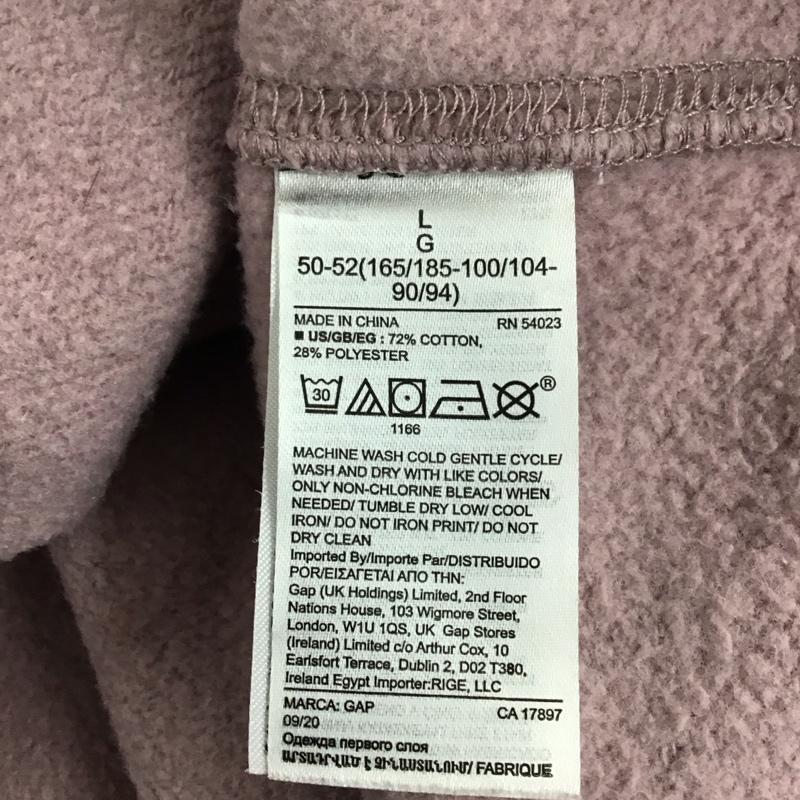 L
G
50-52(165/185-100/104-
90/94)
MADE IN CHINA RN 54023
■ US/GB/EG : 72% COTTON,
28% POLYESTER
30 ®
1166
MACHINE WASH COLD GENTLE CYCLE/
WASH AND DRY WITH LIKE COLORS/
ONLY NON-CHLORINE BLEACH WHEN
NEEDED/ TUMBLE DRY LOW/ COOL
IRON/ DO NOT IRON PRINT/ DO NOT
DRY CLEAN
Imported By/Importe Par/DISTRIBUIDO
POR/ΕΙΣΑΓΕΤΑΙ ΑΠΟ ΤΗΝ:
Gap (UK Holdings) Limited, 2nd Floor
Nations House, 103 Wigmore Street,
London, W1U 1QS, UK Gap Stores
(Ireland) Limited c/o Arthur Cox, 10
Earlsfort Terrace, Dublin 2, D02 T380,
Ireland Egypt Importer:RIGE, LLC
MARCA: GAP CA 17897
09/20
Одежда первого слоя
ԱՐՏԱԴՐՎԱԾ Է ՉԻՆԱՍՏԱՆՈՒՄ/ FABRIQUE